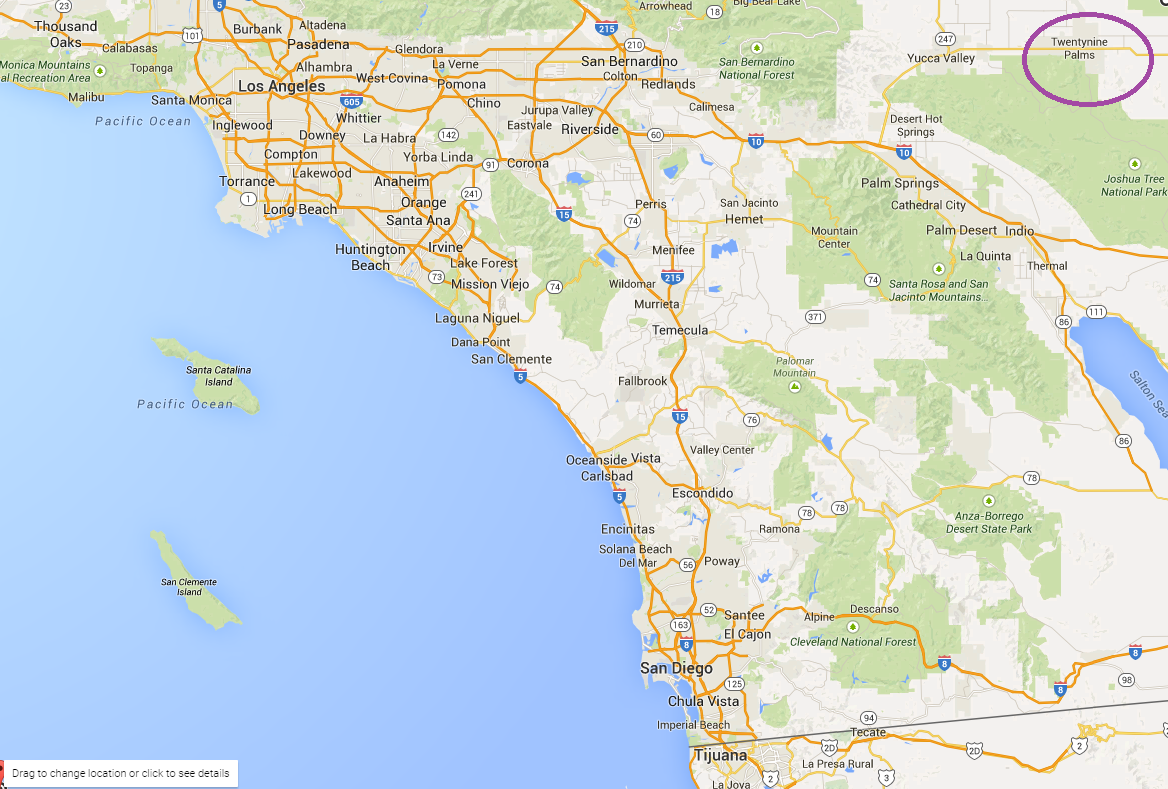 23
5
Arrowhead
18
Big Bear Lake
Thousand
Oaks
101
Burbank
Altadena
215
Calabasas
Pasadena
Glendora
210
247
Twentynine
Palms
Monica Mountains
al Recreation Area
Topanga
Alhambra
La Verne
San Bernardino
San Bernardino
National Forest
Yucca Valley
Los Angeles
West Covina
Pomona
Colton
Redlands
Malibu
Santa Monica
605
Chino
Jurupa Valley
Calimesa
Pacific Ocean
Inglewood
Whittier
Eastvale
Riverside
Desert Hot
Springs
Downey
La Habra
142
60
10
10
Compton
Yorba Linda
91
Corona
Joshua Tree
National Park
Lakewood
Torrance
Anaheim
241
Palm Springs
1
Long Beach
Orange
15
Perris
San Jacinto
Cathedral City
Santa Ana
74
Hemet
Mountain
Center
Palm Desert
Indio
Huntington
Beach
Irvine
Menifee
La Quinta
Lake Forest
73
Mission Viejo
74
Wildomar
215
74
Thermal
Santa Rosa and San
Jacinto Mountains...
Murrieta
Laguna Niguel
371
86
111
Temecula
Dana Point
San Clemente
Santa Catalina
Island
5
Fallbrook
Palomar
Mountain
Salton Sea
Pacific Ocean
15
76
86
Oceanside
Vista
Valley Center
Carlsbad
78
5
Escondido
78
78
Anza-Borrego
Desert State Park
Encinitas
Ramona
Solana Beach
Del Mar
56
Poway
San Clemente
Island
52
Santee
Alpine
Descanso
163
El Cajon
Cleveland National Forest
8
8
8
San Diego
125
8
98
Chula Vista
94
Imperial Beach
Tecate
Tijuana
2D
2D
2
La Presa Rural
2
3
La Joya
Drag to change location or click to see details